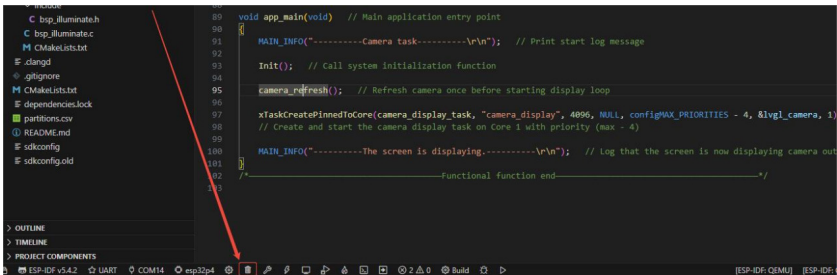 include
bsp_illuminate.h
bsp_illuminate.c
CMakeLists.txt
.clangd
.gitignore
CMakeLists.txt
dependencies.lock
partitions.csv
README.md
sdkconfig
sdkconfig.old
OUTLINE
TIMELINE
PROJECT COMPONENTS
89 void app_main(void) // Main application entry point
90 {
91 MAIN_INFO("----------Camera task----------\r\n"); // Print start log message
92
93 Init(); // Call system initialization function
94
95 camera_refresh(); // Refresh camera once before starting display loop
96
97 xTaskCreatePinnedToCore(camera_display_task, "camera_display", 4096, NULL, configMAX_PRIORITIES - 4, &lvgl_camera, 1)
98 // Create and start the camera display task on Core 1 with priority (max - 4)
99
100 MAIN_INFO("----------The screen is displaying.----------\r\n"); // Log that the screen is now displaying camera out
101 }
102 /*————————————————Functional function end————————————————*/
103
ESP-IDF v5.4.2 UART COM14 esp32p4 2 0 Build [ESP-IDF: QEMU] [ESP-IDF: